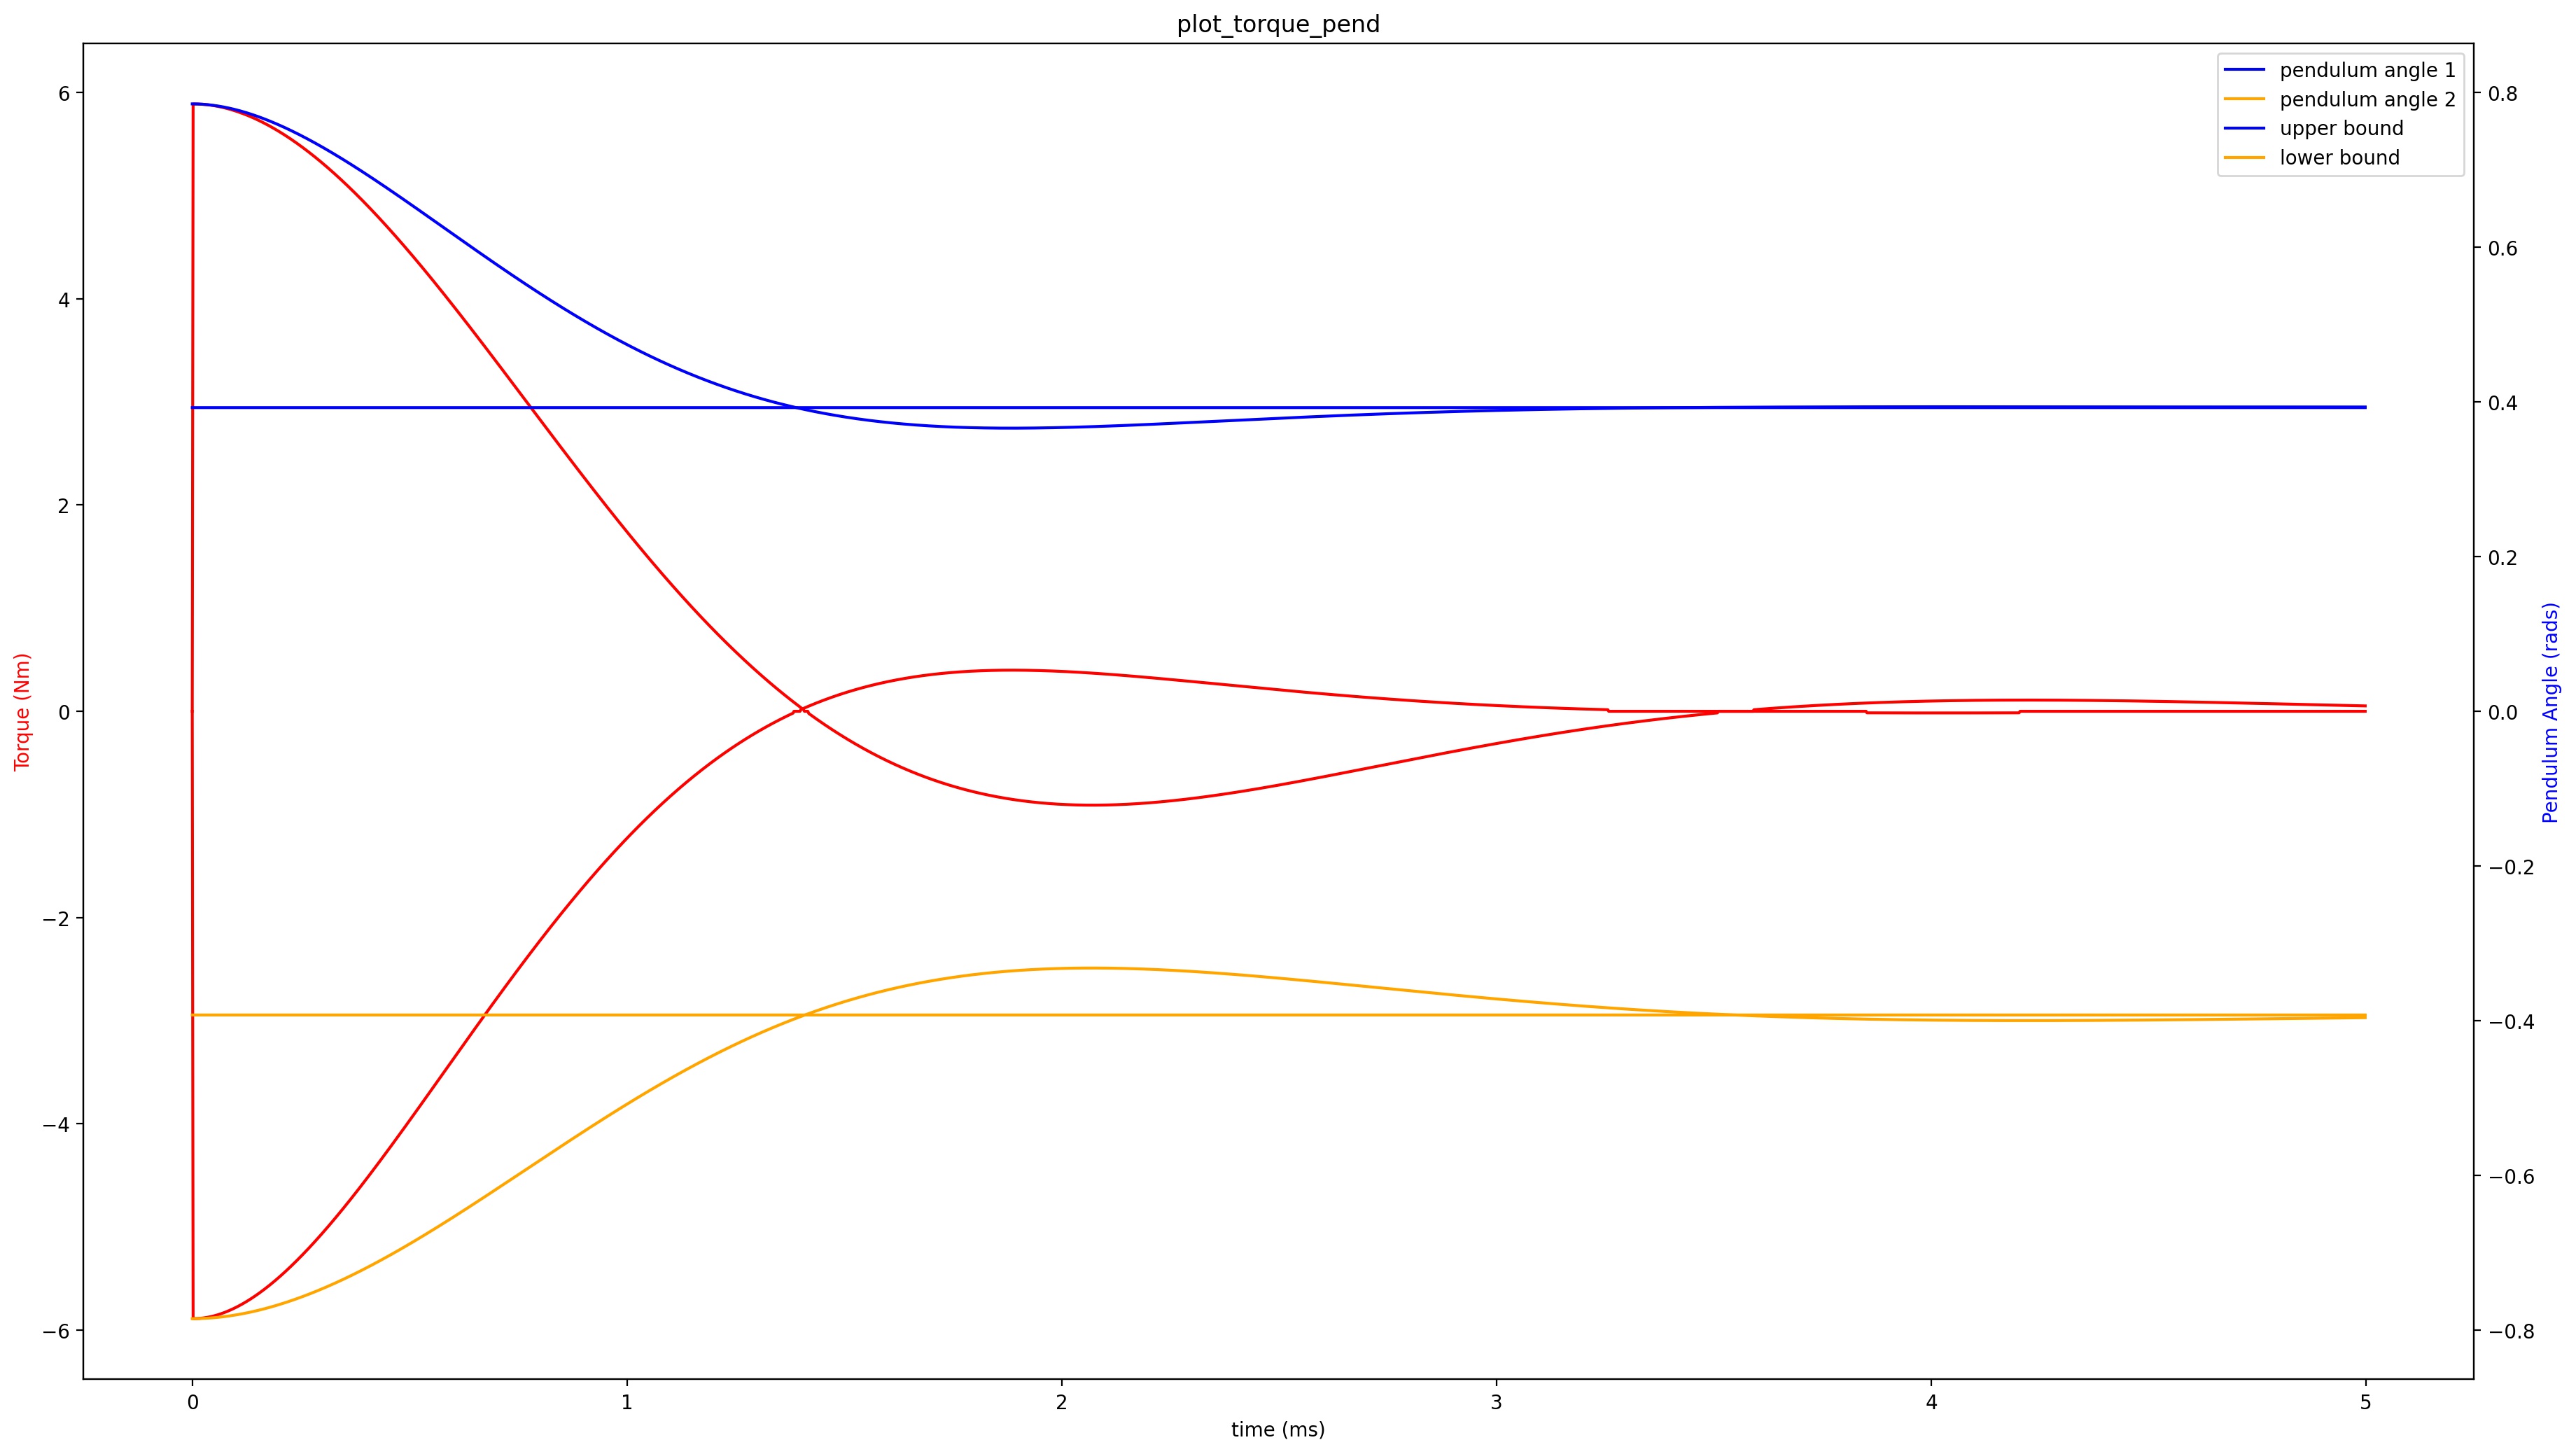 plot_torque_pend
pendulum angle 1
pendulum angle 2
upper bound
lower bound
6
4
2
0
−2
−4
−6
Torque (Nm)
0.8
0.6
0.4
0.2
0.0
−0.2
−0.4
−0.6
−0.8
Pendulum Angle (rads)
0 1 2 3 4 5
time (ms)